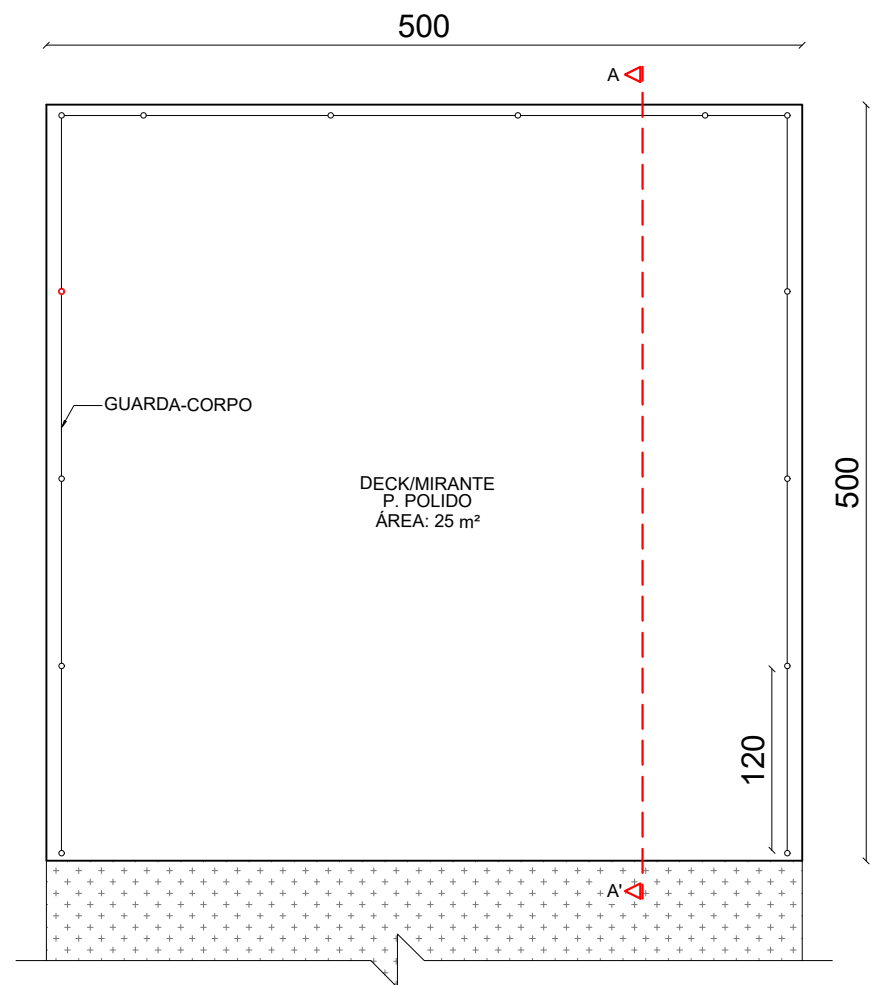 500
A
GUARDA-CORPO
DECK/MIRANTE
P. POLIDO
ÁREA: 25 m²
500
120
A'